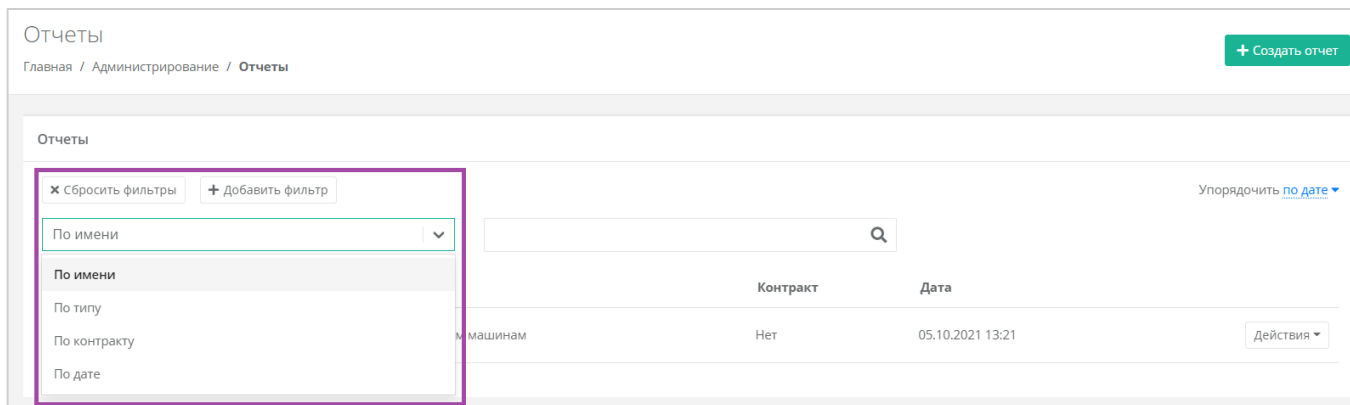 Отчеты
+ Создать отчет
Главная / Администрирование / Отчеты
Отчеты
× Сбросить фильтры + Добавить фильтр
Упорядочить по дате
По имени
По имени
Контракт Дата
По типу
По контракту
машинам Нет 05.10.2021 13:21 Действия
По дате